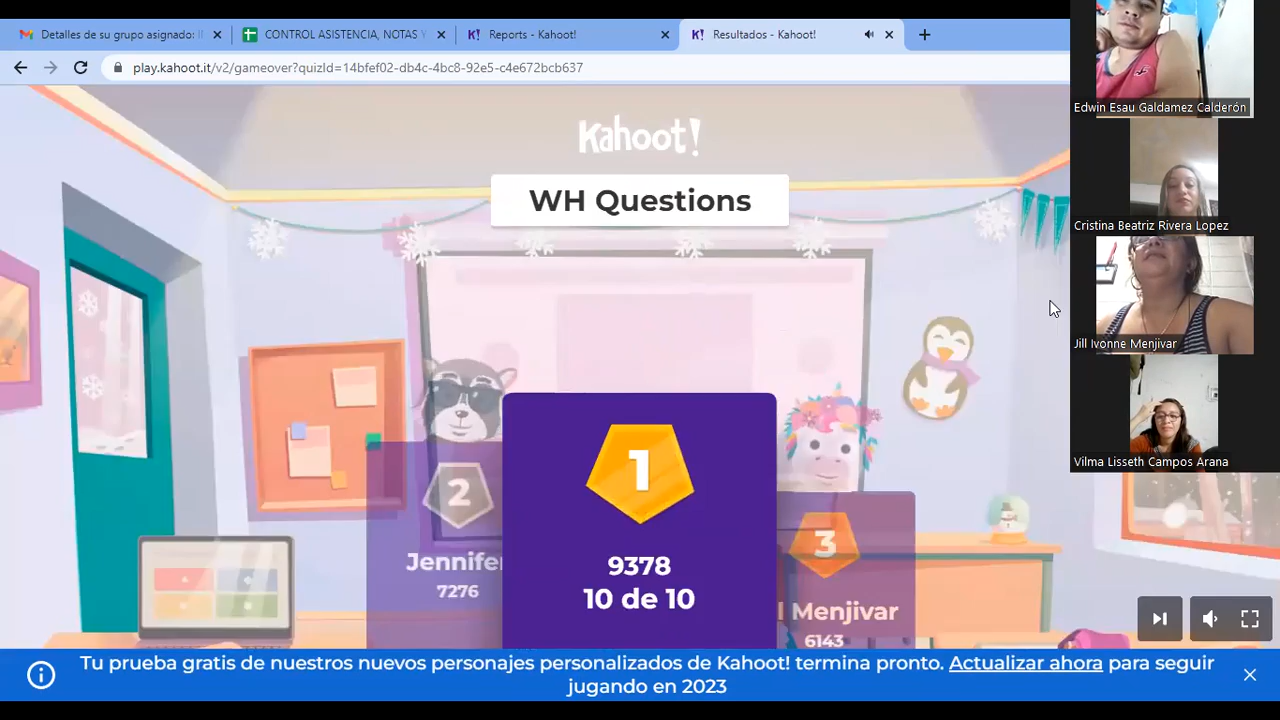 Detalles de su grupo asignado: I
CONTROL ASISTENCIA, NOTAS Y
K! Reports - Kahoot!
K! Resultados - Kahoot!
play.kahoot.it/v2/gameover?quizId=14bfef02-db4c-4bc8-92e5-c4e672bcb637
Kahoot!
WH Questions
1
9378
10 de 10
2
Jennifer
7276
3
l Menjivar
6143
Edwin Esau Galdamez Calderón
Cristina Beatriz Rivera Lopez
Jill Ivonne Menjivar
Vilma Lisseth Campos Arana
Tu prueba gratis de nuestros nuevos personajes personalizados de Kahoot! termina pronto. Actualizar ahora para seguir
jugando en 2023